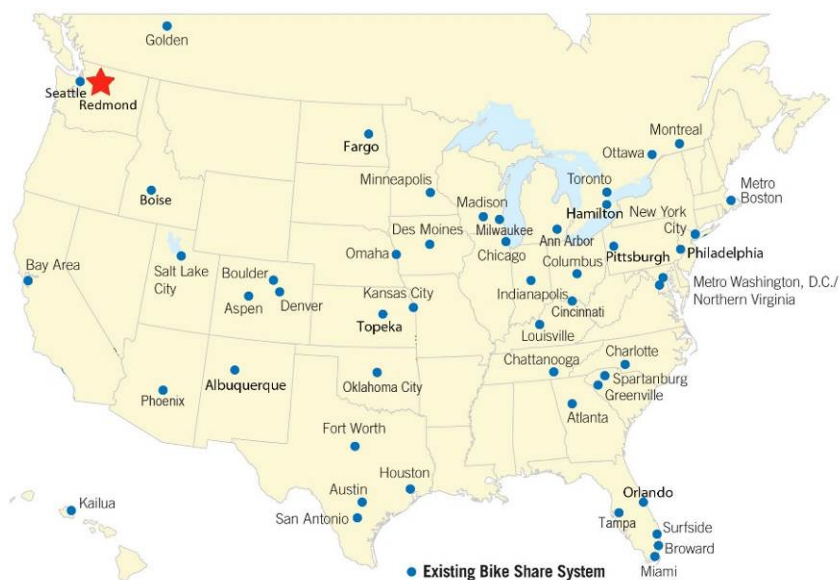 Golden
Seattle
Redmond
Fargo
Montreal
Ottawa
Minneapolis
Boise
Toronto
Metro
Boston
Madison
Hamilton
New York
City
Milwaukee
Des Moines
Ann Arbor
Bay Area
Salt Lake
City
Omaha
Chicago
Columbus
Pittsburgh
Philadelphia
Boulder
Aspen
Denver
Kansas City
Indianapolis
Cincinnati
Metro Washington, D.C./
Northern Virginia
Topeka
Louisville
Chattanooga
Charlotte
Phoenix
Albuquerque
Oklahoma City
Spartanburg
Greenville
Atlanta
Fort Worth
Kailua
Austin
Houston
San Antonio
Orlando
Tampa
Surfside
Broward
Miami
Existing Bike Share System